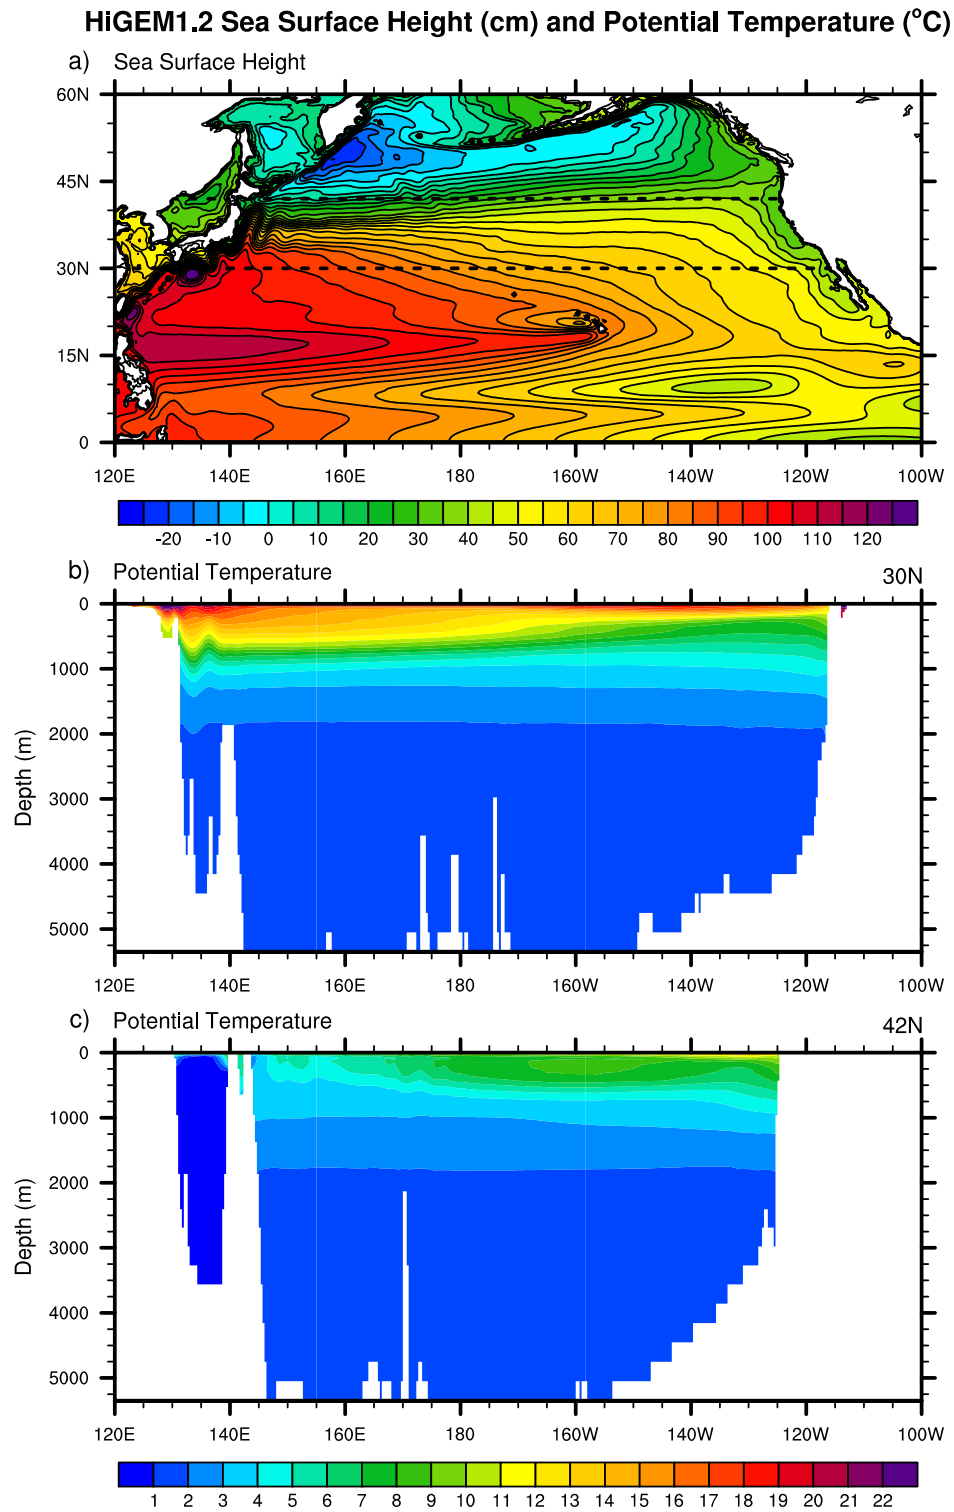 HiGEM1.2 Sea Surface Height (cm) and Potential Temperature (°C)
a) Sea Surface Height
60N
45N
30N
15N
0
120E 140E 160E 180 160W 140W 120W 100W
-20 -10 0 10 20 30 40 50 60 70 80 90 100 110 120
b) Potential Temperature 30N
0
1000
2000
3000
4000
5000
Depth (m)
120E 140E 160E 180 160W 140W 120W 100W
c) Potential Temperature 42N
0
1000
2000
3000
4000
5000
Depth (m)
120E 140E 160E 180 160W 140W 120W 100W
1 2 3 4 5 6 7 8 9 10 11 12 13 14 15 16 17 18 19 20 21 22